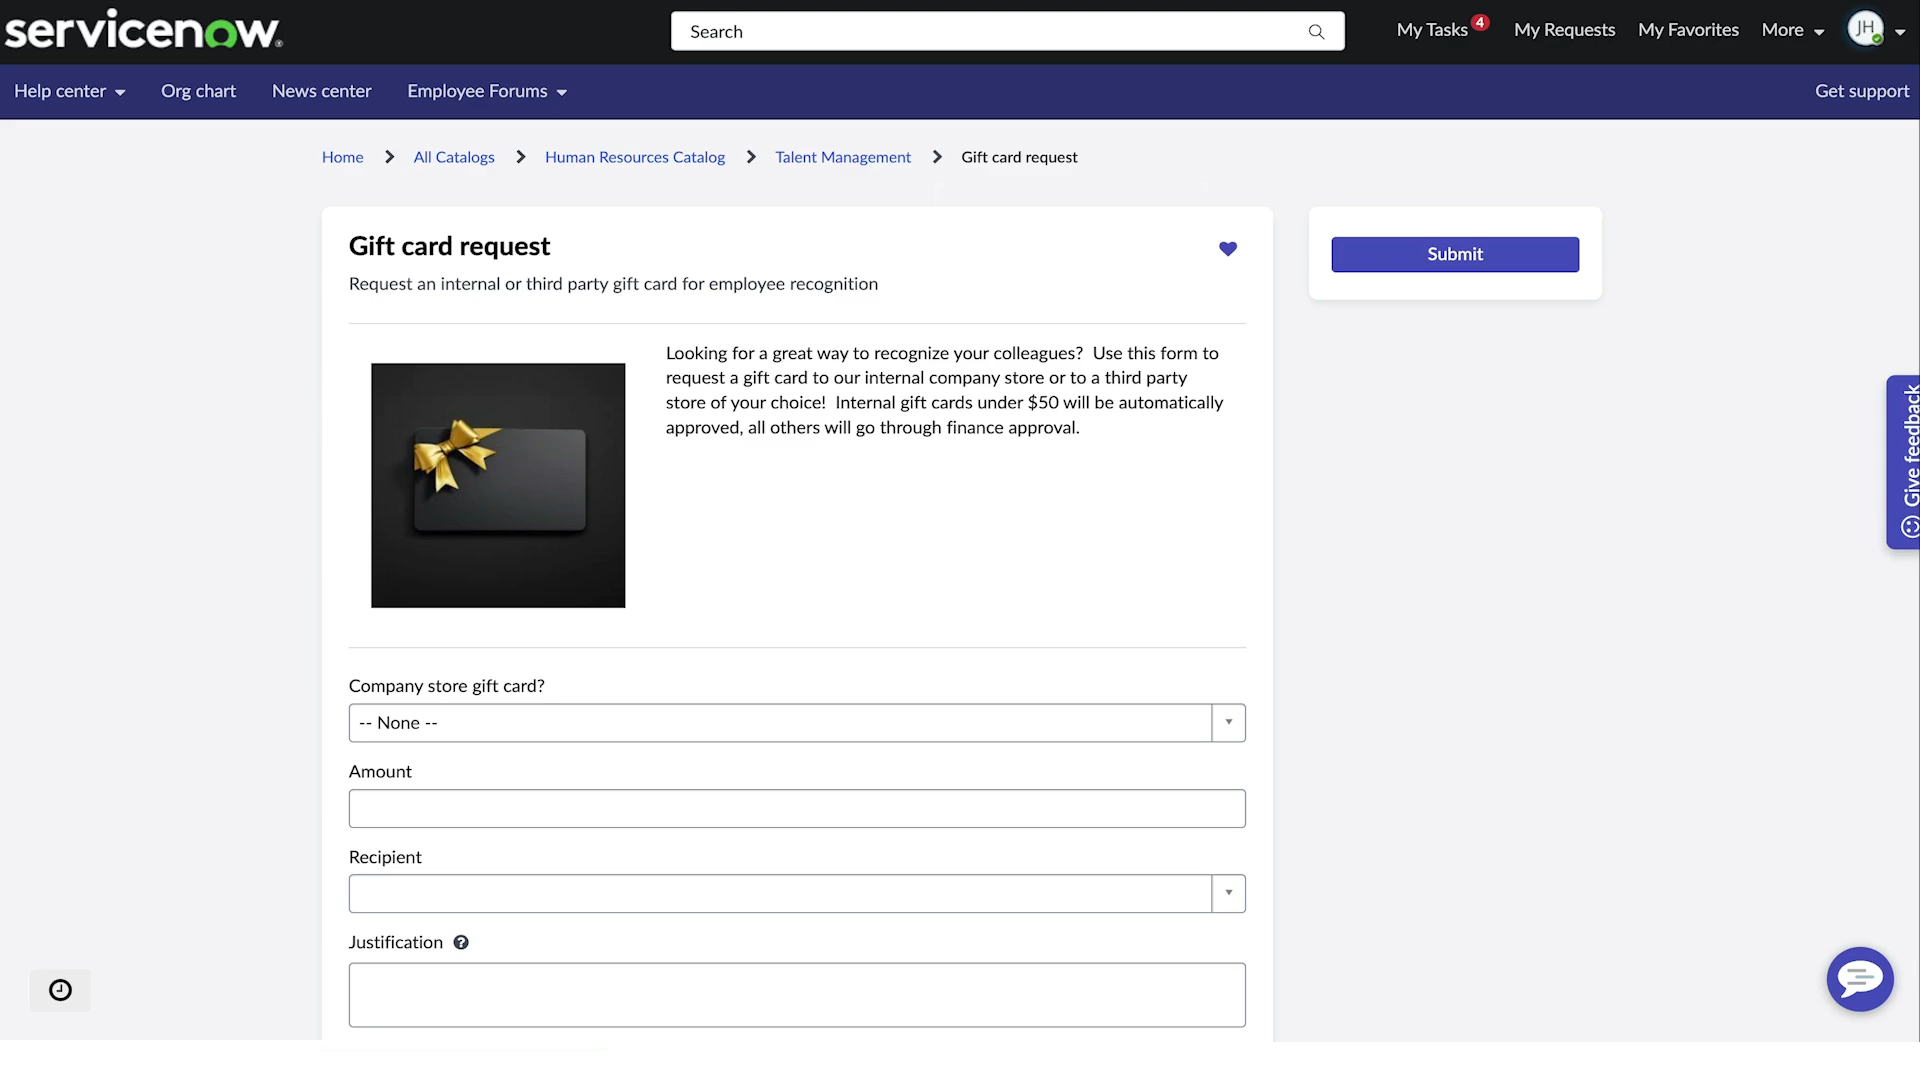 servicenow
Search
My Tasks 4
My Requests
My Favorites
More
JH
Help center
Org chart
News center
Employee Forums
Get support
Home
All Catalogs
Human Resources Catalog
Talent Management
Gift card request
Gift card request
Request an internal or third party gift card for employee recognition
Submit
Looking for a great way to recognize your colleagues?  Use this form to
request a gift card to our internal company store or to a third party
store of your choice!  Internal gift cards under $50 will be automatically
approved, all others will go through finance approval.
Give feedback
Company store gift card?
-- None --
Amount
Recipient
Justification